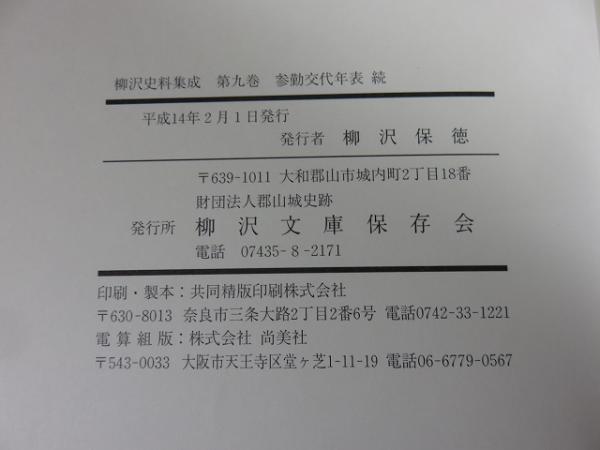 柳沢史料集成　第九巻　参勤交代年表 続
平成14年2月1日発行
発行者　柳　沢　保　徳
〒639-1011 大和郡山市城内町2丁目18番
財団法人郡山城史跡
発行所　柳　沢　文　庫　保　存　会
電話　07435-8-2171
印刷・製本：共同精版印刷株式会社
〒630-8013　奈良市三条大路2丁目2番6号　電話0742-33-1221
電 算 組 版：株式会社 尚美社
〒543-0033　大阪市天王寺区堂ヶ芝1-11-19　電話06-6779-0567